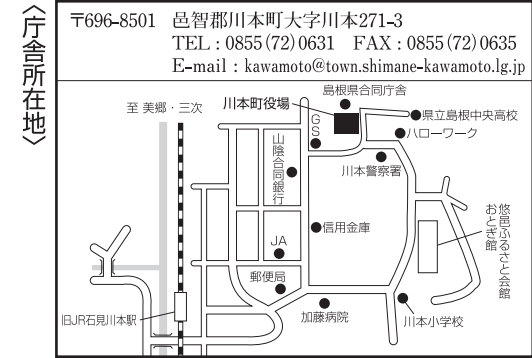 〈庁舎所在地〉
〒696-8501 邑智郡川本町大字川本271-3
TEL : 0855(72)0631 FAX : 0855(72)0635
E-mail : kawamoto@town.shimane-kawamoto.lg.jp
島根県合同庁舎
至 美郷・三次
川本町役場
GS
県立島根中央高校
ハローワーク
山陰合同銀行
川本警察署
信用金庫
悠邑ふるさと会館
おとぎ館
JA
郵便局
旧JR石見川本駅
加藤病院
川本小学校